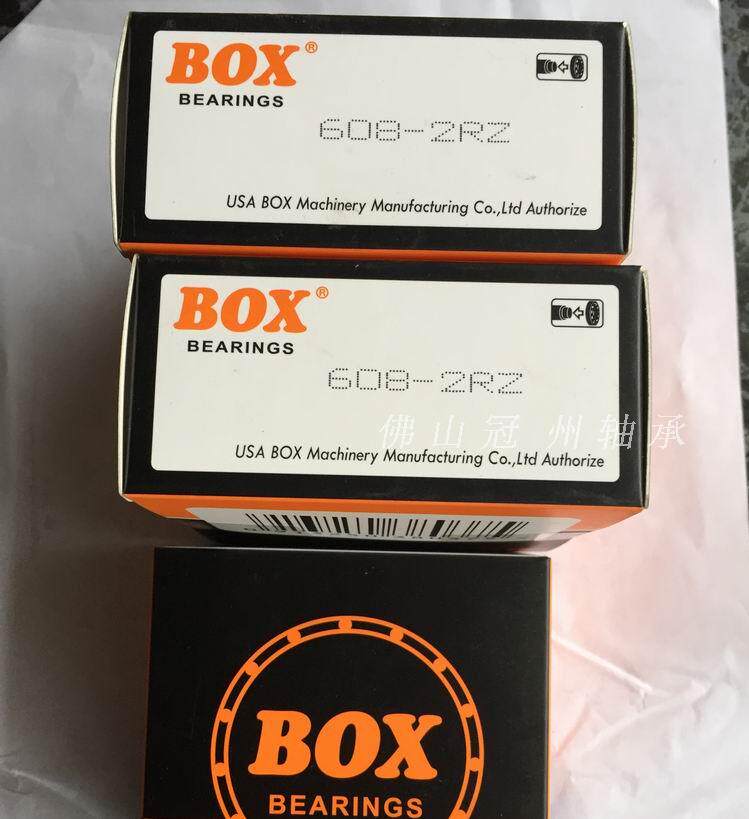 BOX®
BEARINGS
608-2RZ
USA BOX Machinery Manufacturing Co.,Ltd Authorize
BOX®
BEARINGS
608-2RZ
佛山冠州轴承
USA BOX Machinery Manufacturing Co.,Ltd Authorize
BOX
BEARINGS